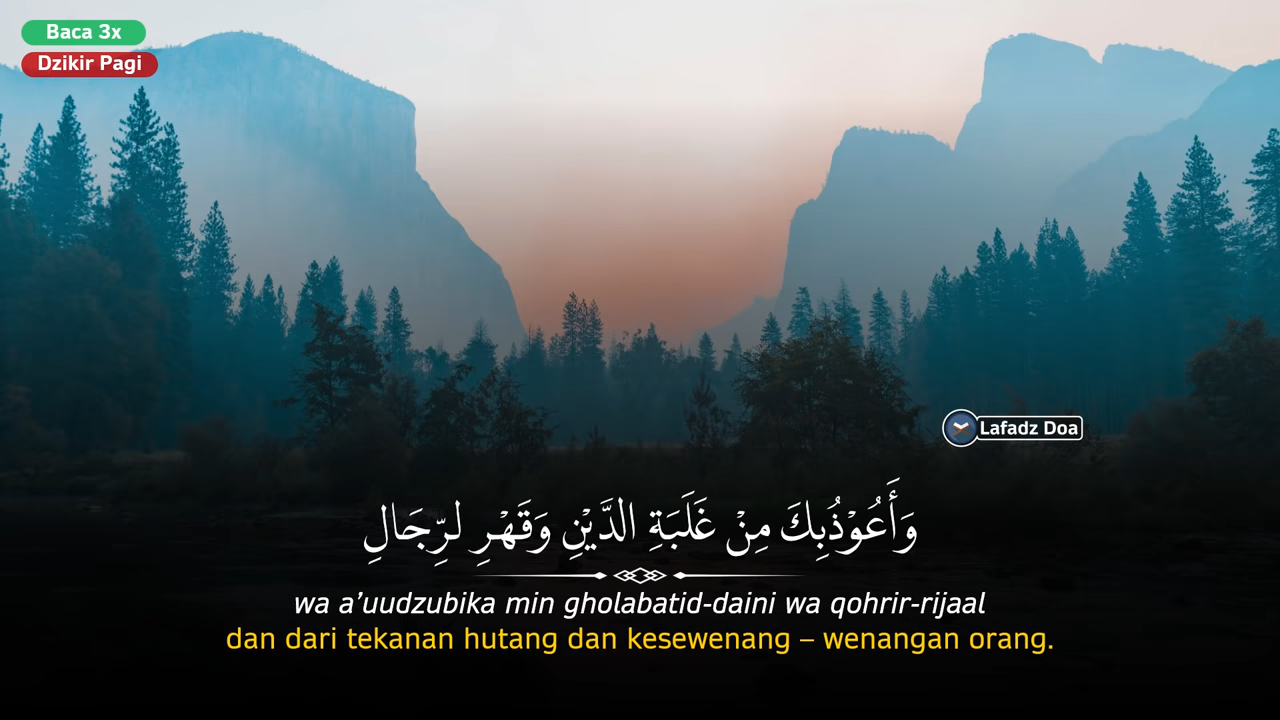 Baca 3x
Dzikir Pagi
Lafadz Doa
وَأَعُوْذُبِكَ مِنْ غَلَبَةِ الدَّيْنِ وَقَهْرِ لرِّجَالِ
wa a’uudzubika min gholabatid-daini wa qohrir-rijaal
dan dari tekanan hutang dan kesewenang – wenangan orang.